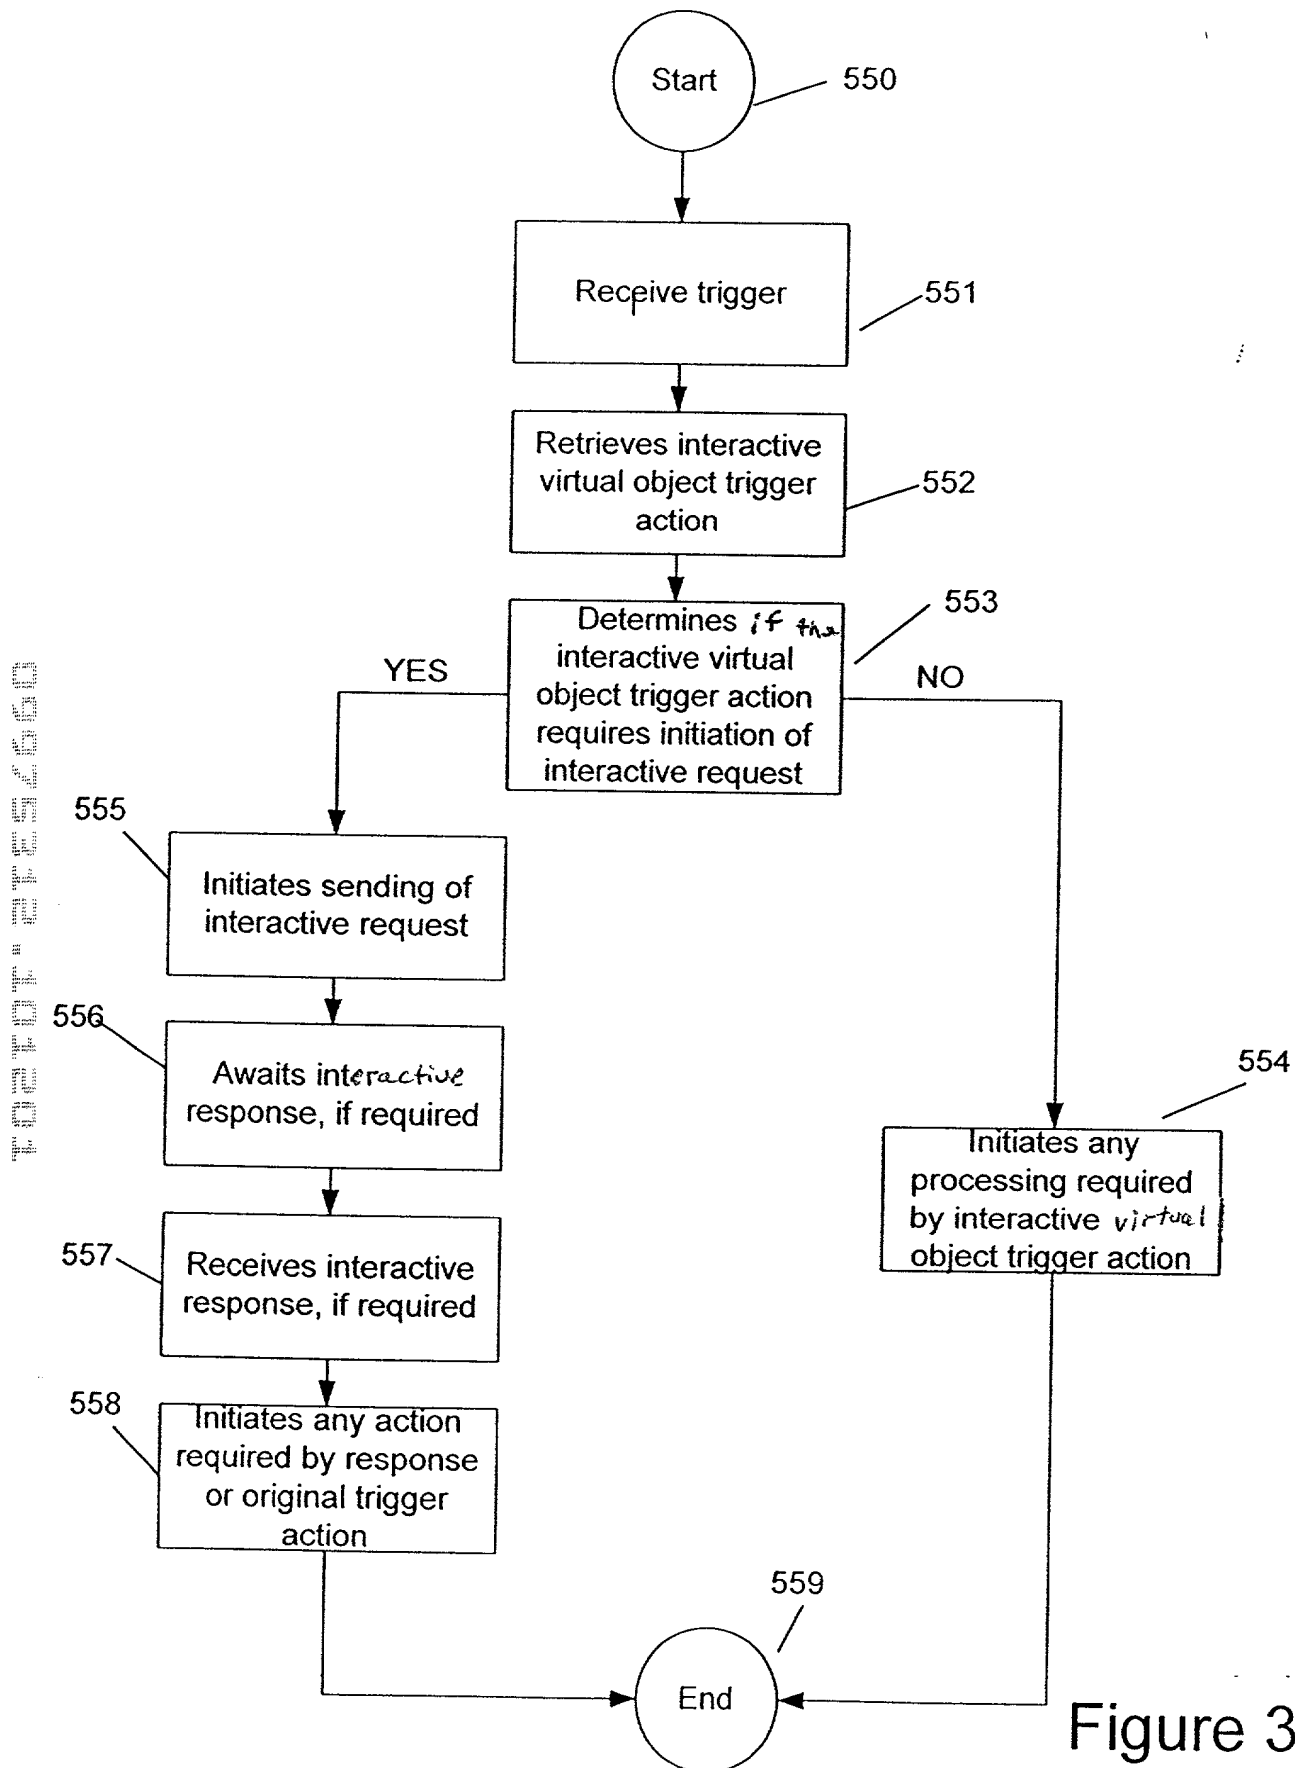 Start
550
Receive trigger
551
Retrieves interactive
virtual object trigger
action
552
Determines if the
interactive virtual
object trigger action
requires initiation of
interactive request
553
YES
NO
555
Initiates sending of
interactive request
556
Awaits interactive
response, if required
554
Initiates any
processing required
by interactive virtual
object trigger action
557
Receives interactive
response, if required
558
Initiates any action
required by response
or original trigger
action
559
End
Figure 3